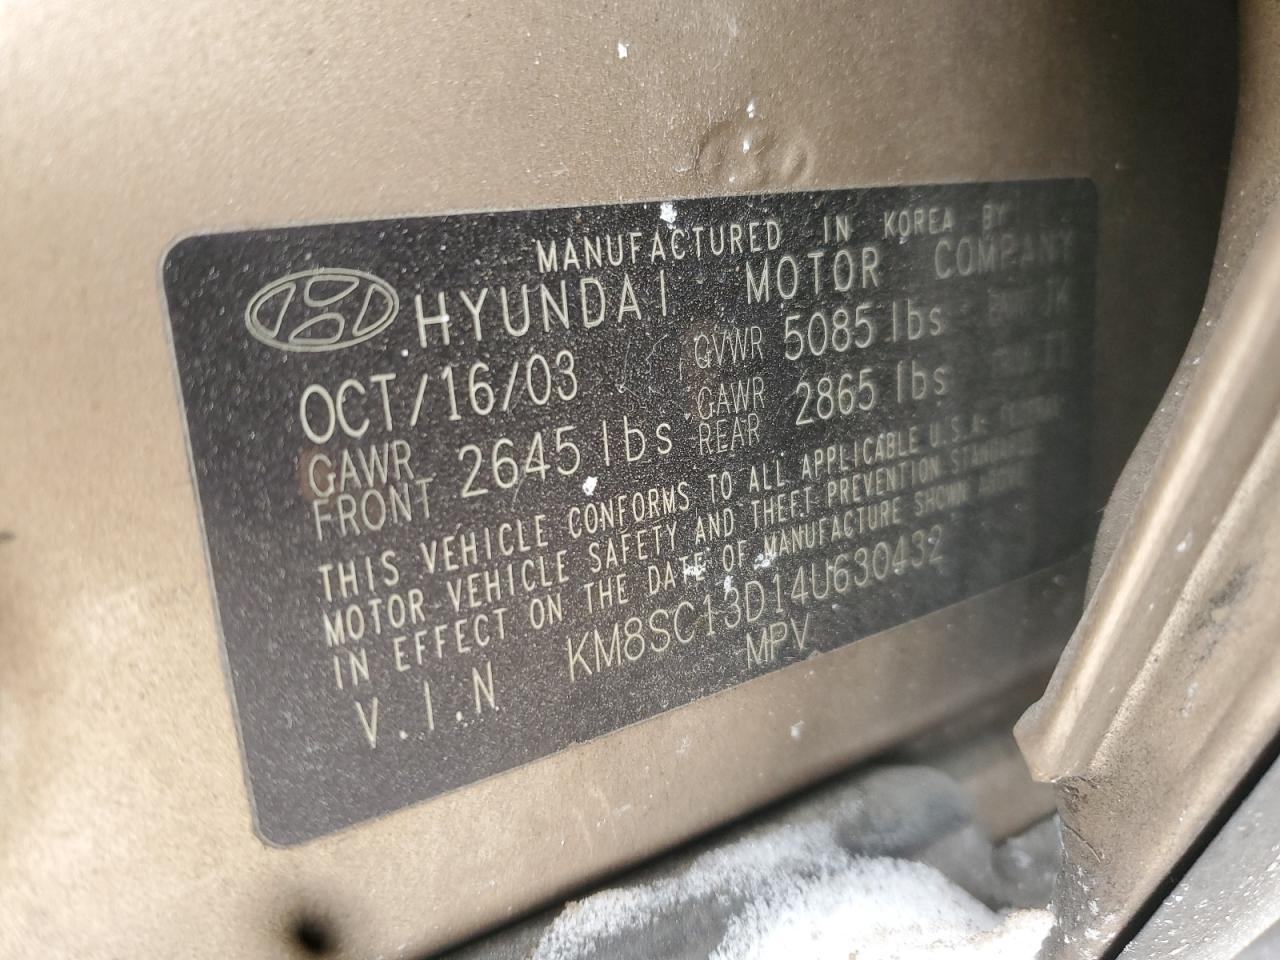 MANUFACTURED IN KOREA BY
HYUNDAI MOTOR COMPANY
OCT/16/03 GVWR 5085 lbs
GAWR FRONT 2645 lbs GAWR REAR 2865 lbs
THIS VEHICLE CONFORMS TO ALL APPLICABLE U.S.A. FEDERAL
MOTOR VEHICLE SAFETY AND THEFT PREVENTION STANDARDS
IN EFFECT ON THE DATE OF MANUFACTURE SHOWN ABOVE
V.I.N KM8SC13D14U630432
MPV